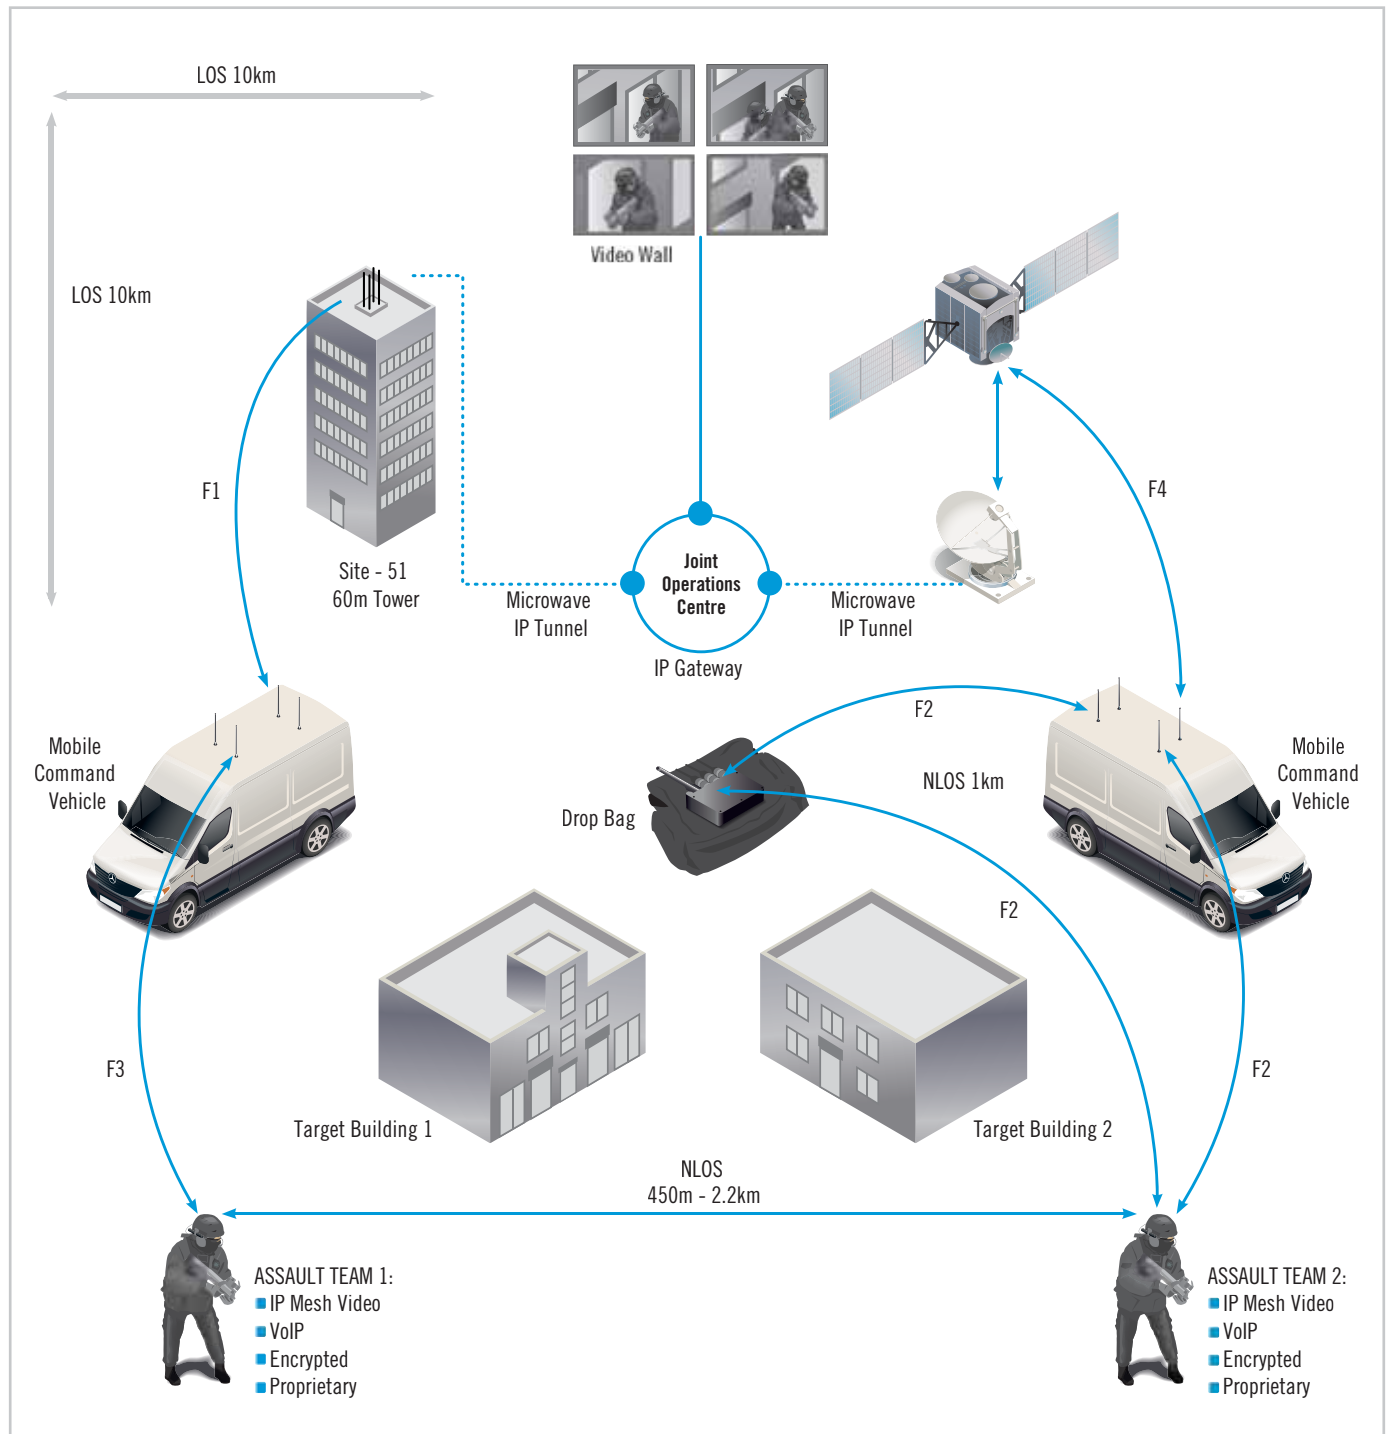 LOS 10km
LOS 10km
Video Wall
F1
F4
Site - 51
60m Tower
Joint
Operations
Centre
Microwave
IP Tunnel
Microwave
IP Tunnel
IP Gateway
Mobile
Command
Vehicle
F2
NLOS 1km
Mobile
Command
Vehicle
Drop Bag
F2
F3
F2
Target Building 1
Target Building 2
NLOS
450m - 2.2km
ASSAULT TEAM 1:
IP Mesh Video
VoIP
Encrypted
Proprietary
ASSAULT TEAM 2:
IP Mesh Video
VoIP
Encrypted
Proprietary